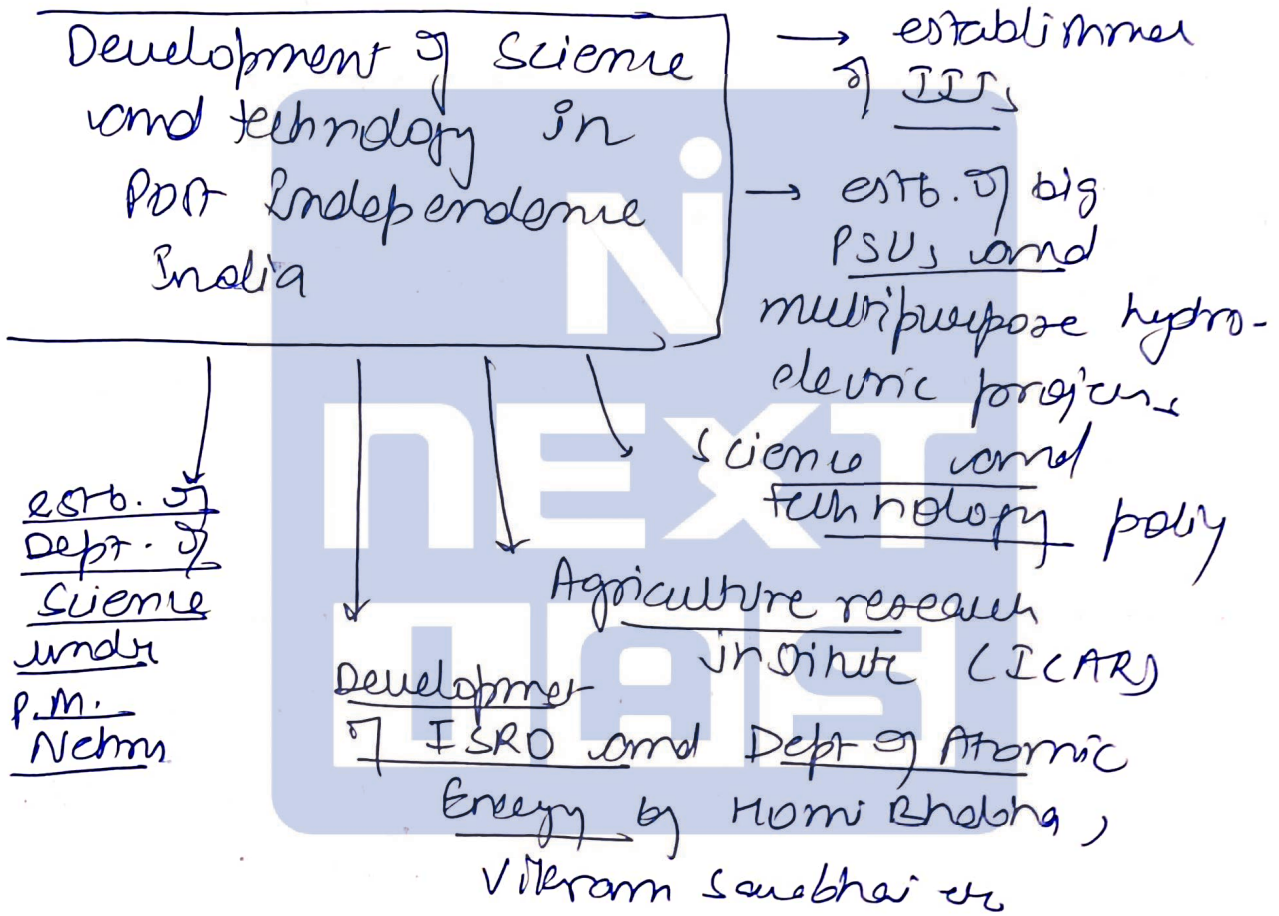 Development of Science
and technology in
Post Independence
India
→ establishment
of IITs
→ estb. of big
PSUs and
multipurpose hydro-
electric projects
Science and
technology policy
Agriculture research
institute (ICAR)
Development
of ISRO and Dept of Atomic
Energy by Homi Bhabha,
Vikram Sarabhai etc
estb. of
Dept. of
Science
under
P.M.
Nehru
NEXT
IAS